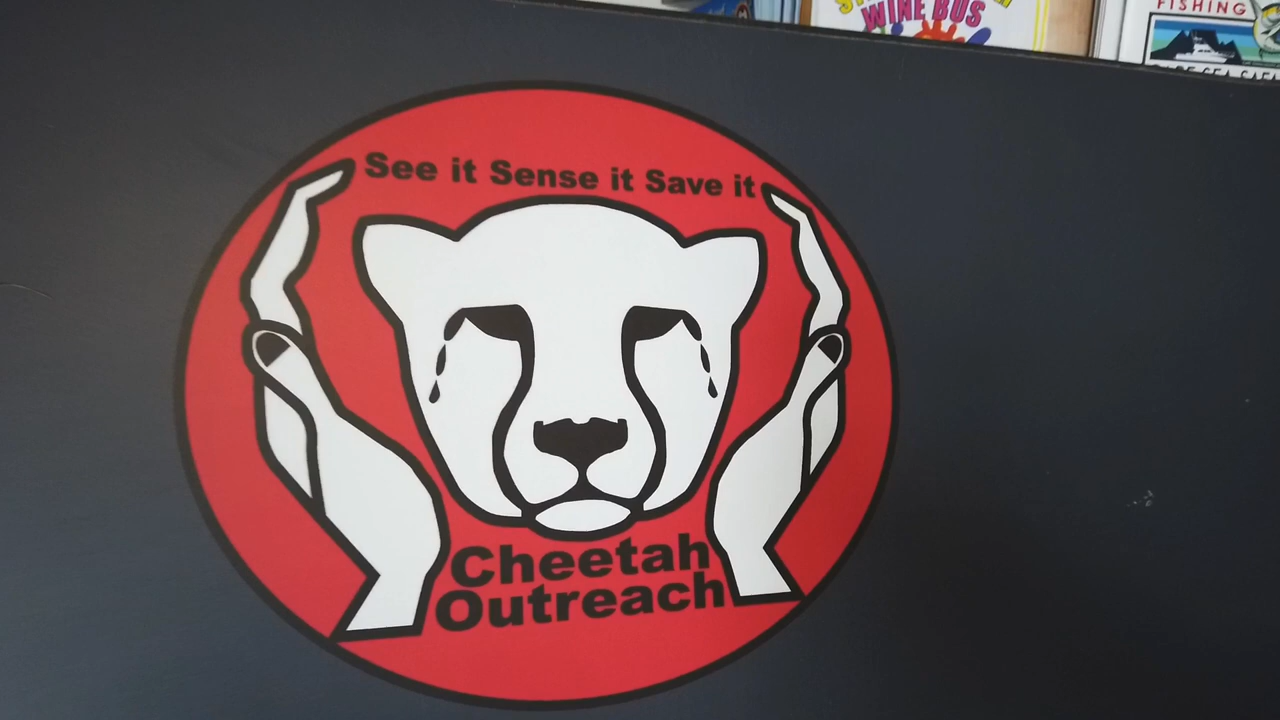 WINE BUS
FISHING
See it Sense it Save it
Cheetah
Outreach